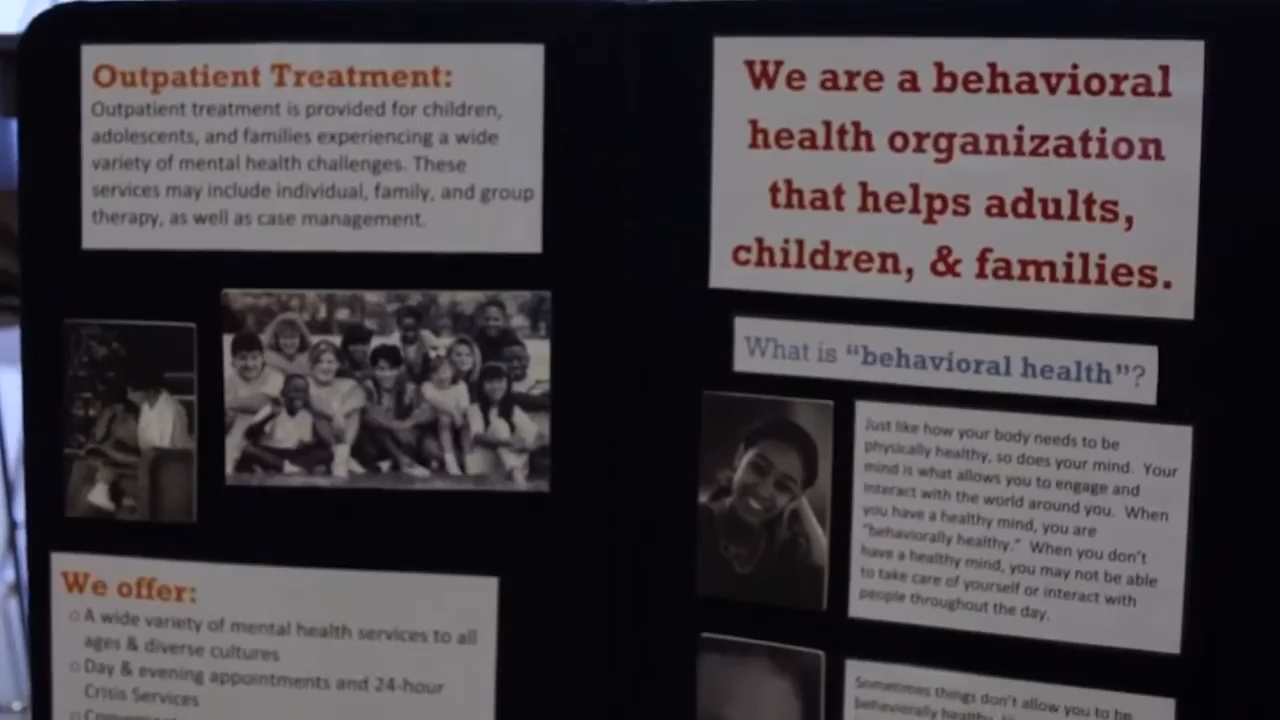 Outpatient Treatment:
Outpatient treatment is provided for children,
adolescents, and families experiencing a wide
variety of mental health challenges. These
services may include individual, family, and group
therapy, as well as case management.
We offer:
A wide variety of mental health services to all
ages & diverse cultures
Day & evening appointments and 24-hour
Crisis Services
We are a behavioral
health organization
that helps adults,
children, & families.
What is “behavioral health”?
Just like how your body needs to be
physically healthy, so does your mind. Your
mind is what allows you to engage and
interact with the world around you. When
you have a healthy mind, you are
“behaviorally healthy.” When you don't
have a healthy mind, you may not be able
to take care of yourself or interact with
people throughout the day.
Sometimes things don't allow you to be
behaviorally healthy.